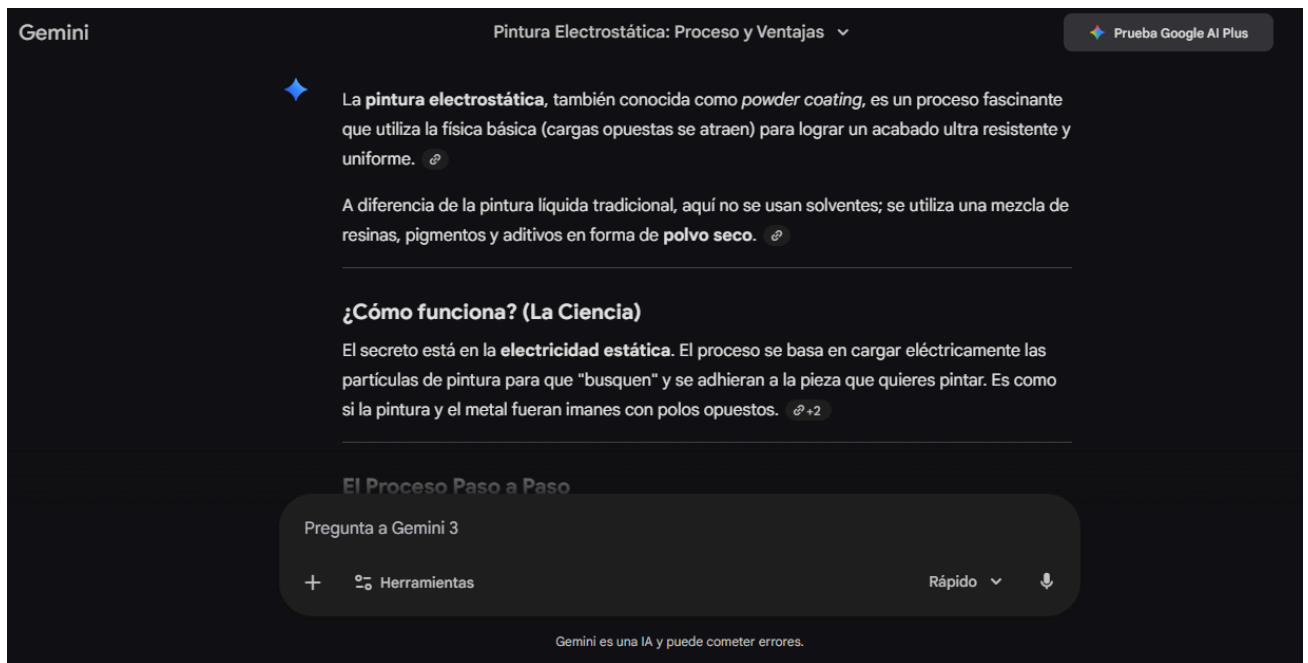 Gemini
Pintura Electrostática: Proceso y Ventajas
Prueba Google AI Plus
La pintura electrostática, también conocida como powder coating, es un proceso fascinante
que utiliza la física básica (cargas opuestas se atraen) para lograr un acabado ultra resistente y
uniforme.
A diferencia de la pintura líquida tradicional, aquí no se usan solventes; se utiliza una mezcla de
resinas, pigmentos y aditivos en forma de polvo seco.
¿Cómo funciona? (La Ciencia)
El secreto está en la electricidad estática. El proceso se basa en cargar eléctricamente las
partículas de pintura para que "busquen" y se adhieran a la pieza que quieres pintar. Es como
si la pintura y el metal fueran imanes con polos opuestos. +2
El Proceso Paso a Paso
Pregunta a Gemini 3
Herramientas
Rápido
Gemini es una IA y puede cometer errores.